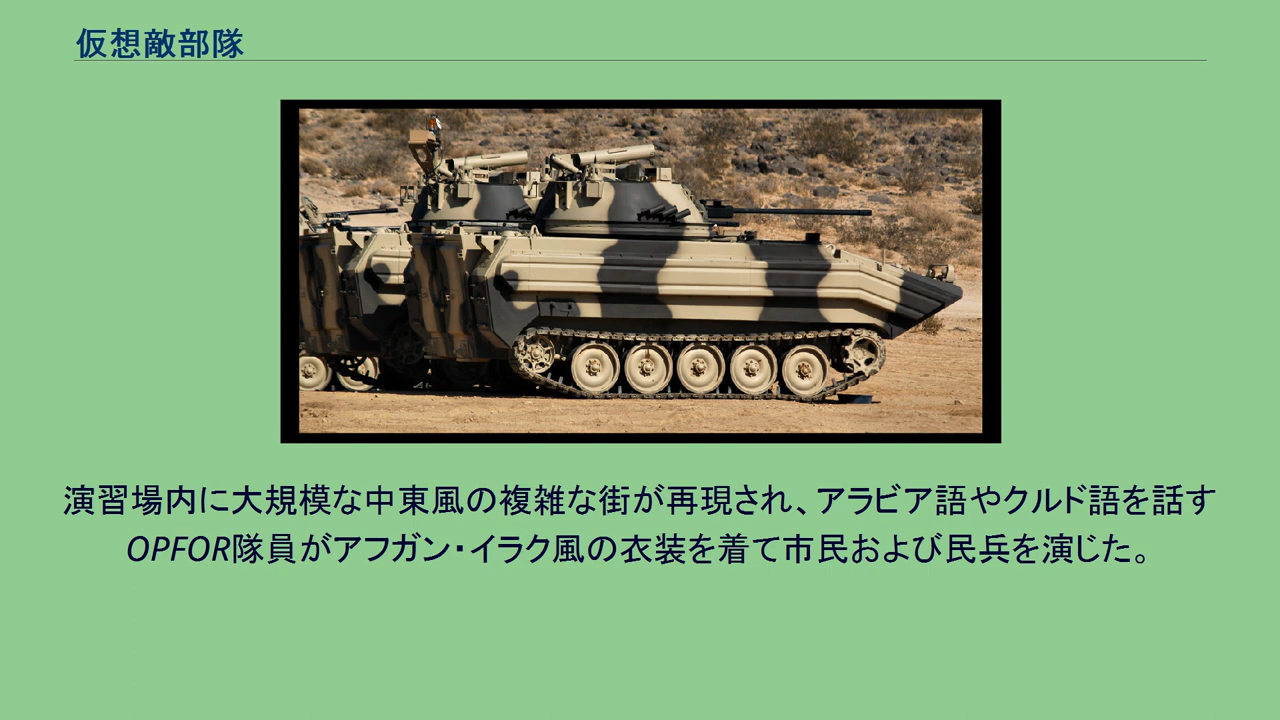 仮想敵部隊
演習場内に大規模な中東風の複雑な街が再現され、アラビア語やクルド語を話す
OPFOR隊員がアフガン・イラク風の衣装を着て市民および民兵を演じた。